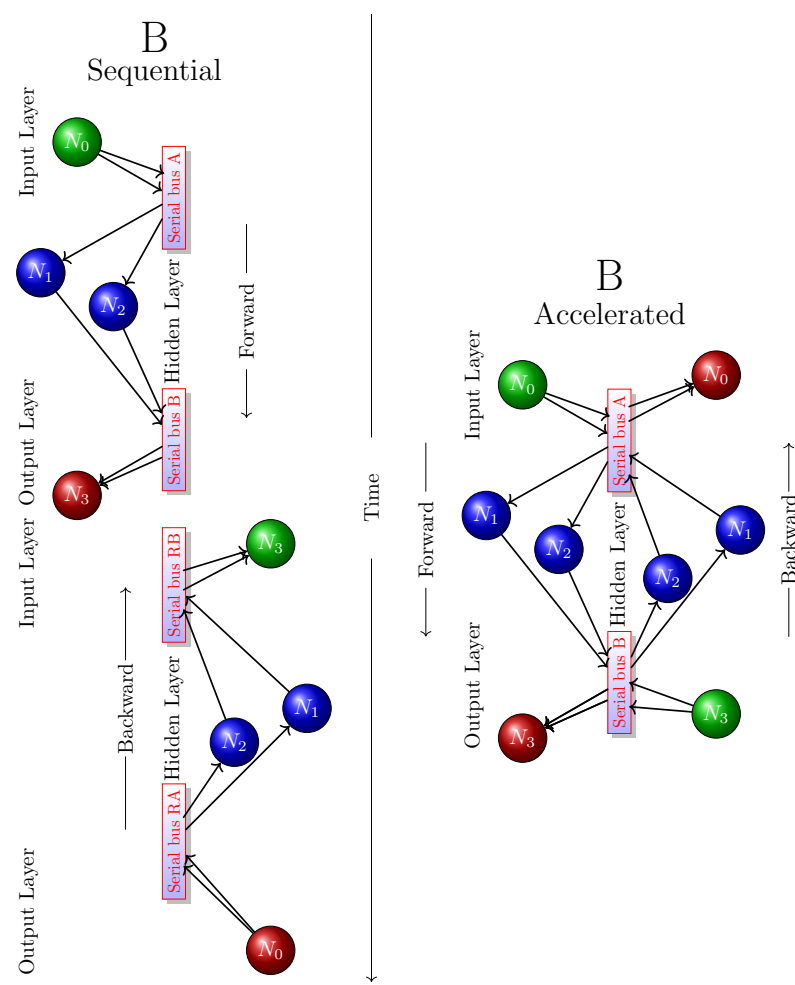 B
Sequential
Input Layer
N₀
Serial bus A
N₁
N₂
Hidden Layer
Forward
Output Layer
Serial bus B
N₃
Input Layer
Serial bus RB
N₃
Backward
Hidden Layer
N₁
N₂
Serial bus RA
Output Layer
N₀
Time
B
Accelerated
Input Layer
N₀
N₀
Serial bus A
Forward
N₁
N₂
Hidden Layer
N₂
N₁
Backward
Output Layer
Serial bus B
N₃
N₃